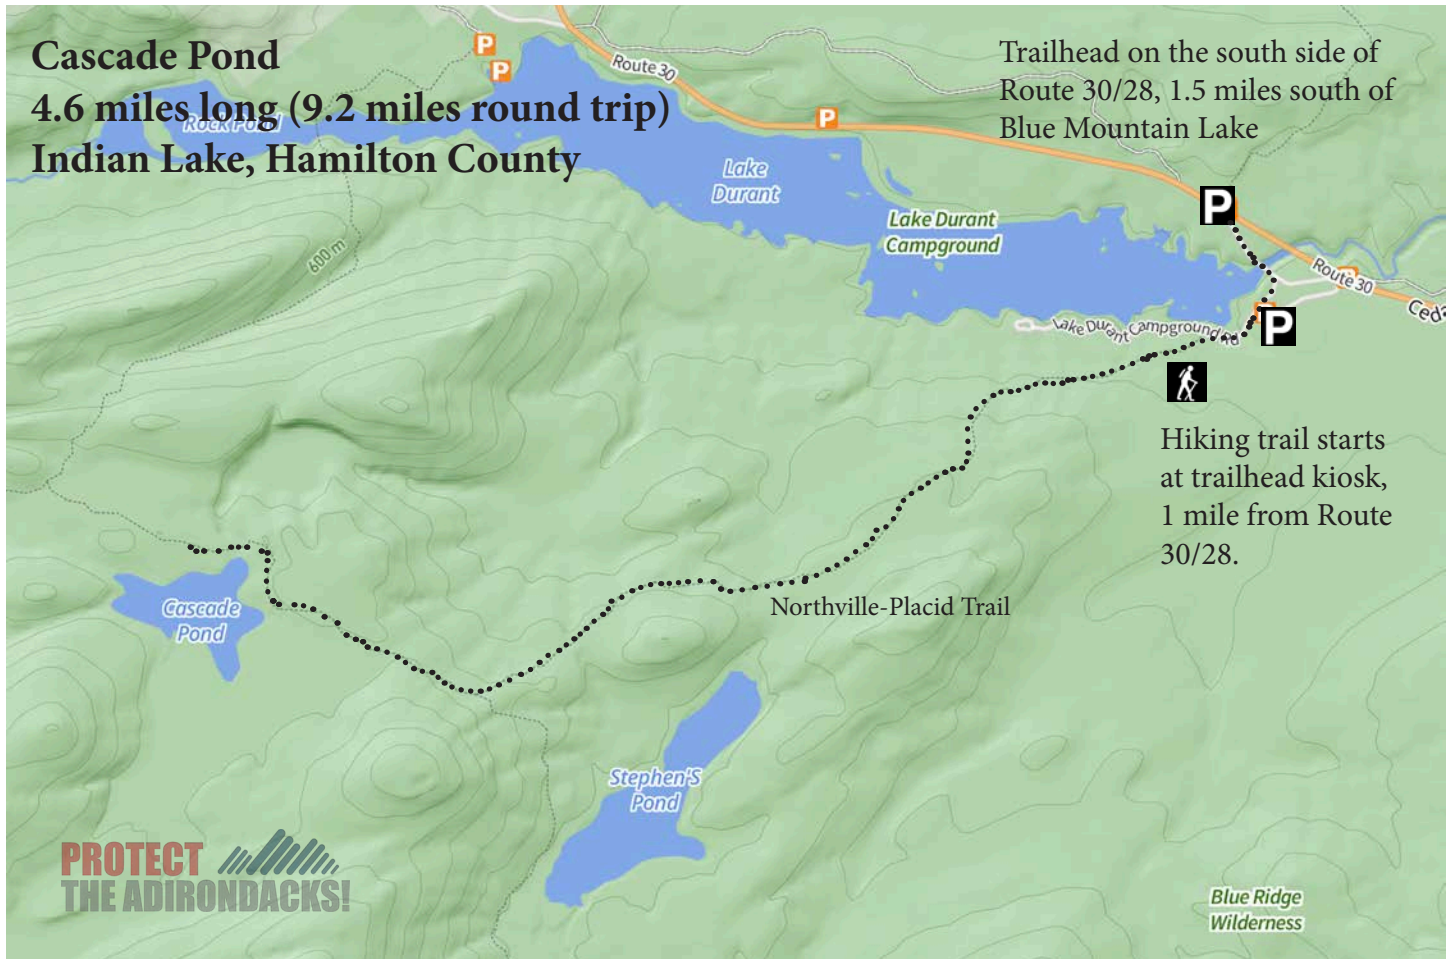 Cascade Pond
4.6 miles long (9.2 miles round trip)
Indian Lake, Hamilton County
Trailhead on the south side of
Route 30/28, 1.5 miles south of
Blue Mountain Lake
P
P
Route 30
P
Rock Pond
Lake
Durant
Lake Durant
Campground
P
600 m
Route 30
Ceda
Lake Durant Campground Rd
P
Hiking trail starts
at trailhead kiosk,
1 mile from Route
30/28.
Northville-Placid Trail
Cascade
Pond
Stephen'S
Pond
PROTECT
THE ADIRONDACKS!
Blue Ridge
Wilderness